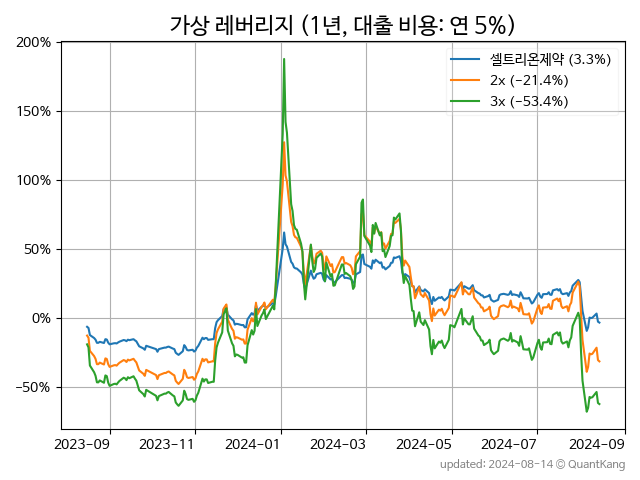 가상 레버리지 (1년, 대출 비용: 연 5%)
200%
150%
100%
50%
0%
−50%
셀트리온제약 (3.3%)
2x (−21.4%)
3x (−53.4%)
2023-09
2023-11
2024-01
2024-03
2024-05
2024-07
2024-09
updated: 2024-08-14 © QuantKang